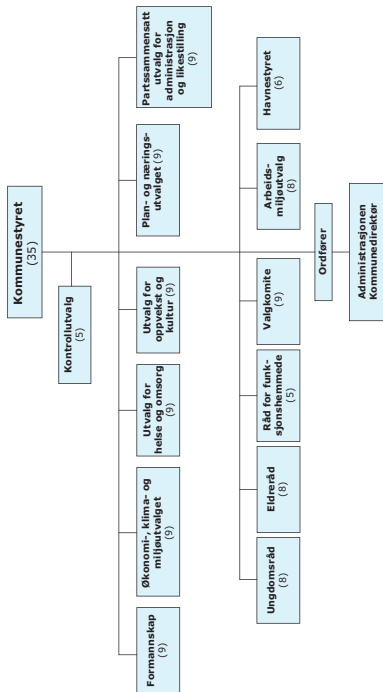 Kommunestyret
(35)
Kontrollutvalg
(5)
Formannskap
(9)
Økonomi-, klima- og
miljøutvalget
(9)
Utvalg for
helse og omsorg
(9)
Utvalg for
oppvekst og
kultur (9)
Plan- og nærings-
utvalget (9)
Partssammensatt
utvalg for
administrasjon
og likestilling
(9)
Ungdomsråd
(8)
Eldreråd
(8)
Råd for funk-
sjonshemmede
(5)
Valgkomite
(9)
Arbeids-
miljøutvalg
(8)
Havnestyret
(6)
Ordfører
Administrasjonen
Kommunedirektør